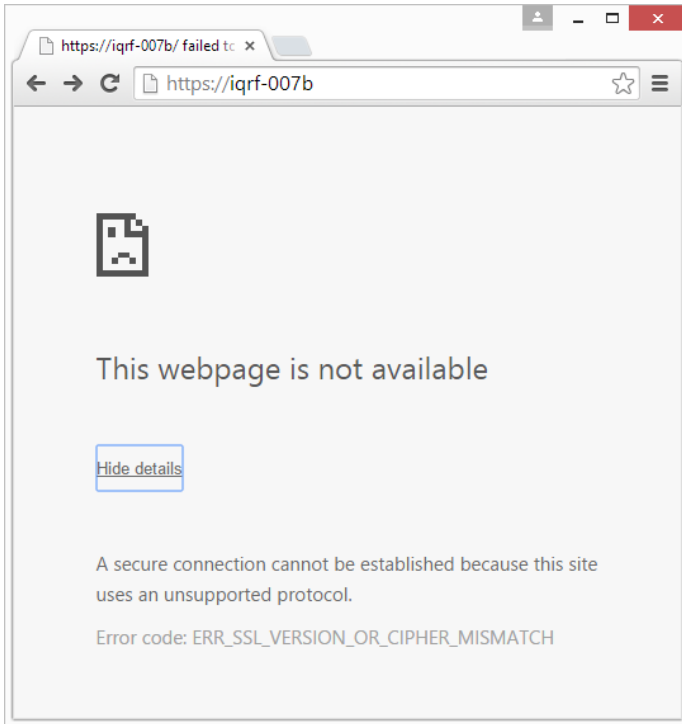 https://iqrf-007b/ failed tc
https://iqrf-007b
This webpage is not available
Hide details
A secure connection cannot be established because this site
uses an unsupported protocol.
Error code: ERR_SSL_VERSION_OR_CIPHER_MISMATCH